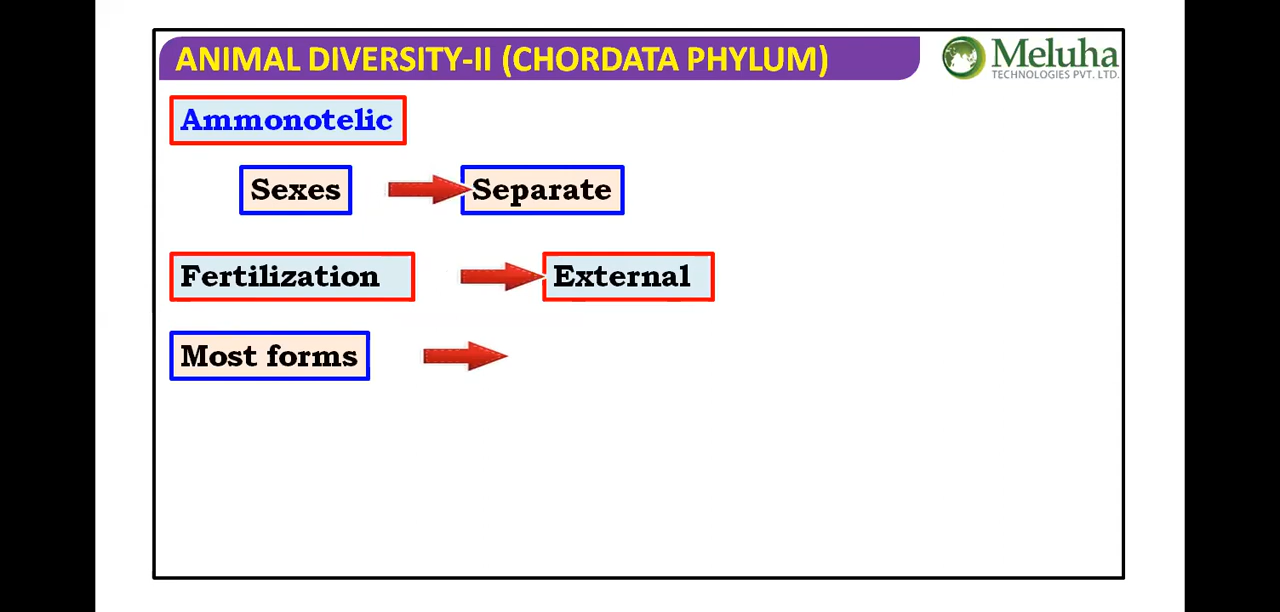 ANIMAL DIVERSITY-II (CHORDATA PHYLUM)
Meluha
TECHNOLOGIES PVT. LTD.
Ammonotelic
Sexes Separate
Fertilization External
Most forms